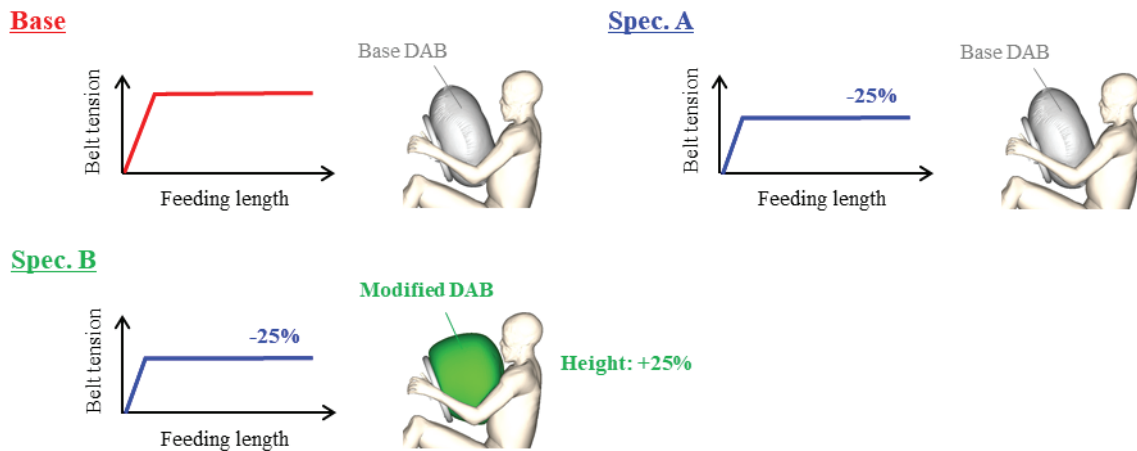 Base
Belt tension
Feeding length
Base DAB
Spec. A
Belt tension
-25%
Feeding length
Base DAB
Spec. B
Belt tension
-25%
Feeding length
Modified DAB
Height: +25%